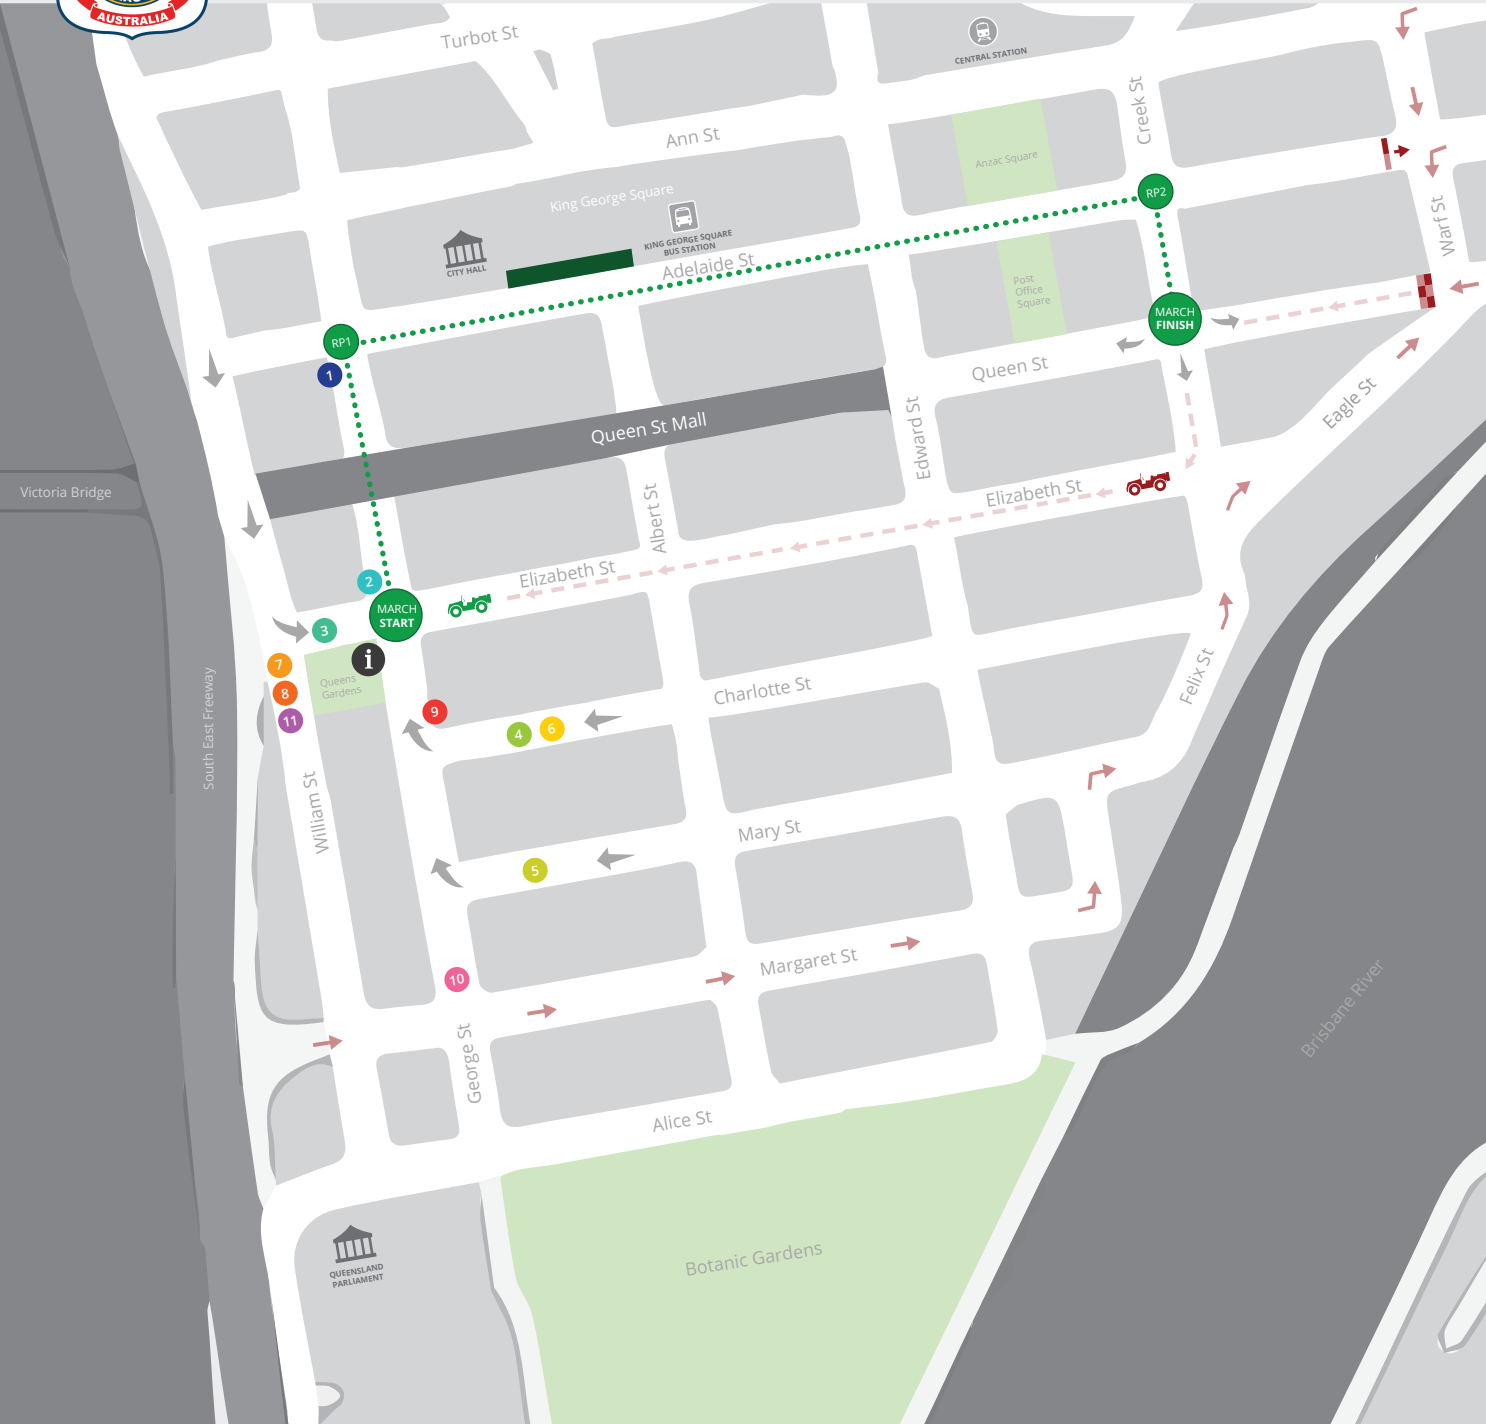 AUSTRALIA
Turbot St
CENTRAL STATION
Creek St
Ann St
Anzac Square
King George Square
RP2
Warf St
CITY HALL
KING GEORGE SQUARE
BUS STATION
Adelaide St
Post
Office
Square
MARCH
FINISH
RP1
1
Queen St
Eagle St
Queen St Mall
Edward St
Victoria Bridge
Elizabeth St
Albert St
Elizabeth St
2
MARCH
START
3
i
7
Queens
Gardens
8
11
9
Charlotte St
Felix St
4
6
South East Freeway
William St
Mary St
5
Margaret St
10
George St
Brisbane River
Alice St
Botanic Gardens
QUEENSLAND
PARLIAMENT